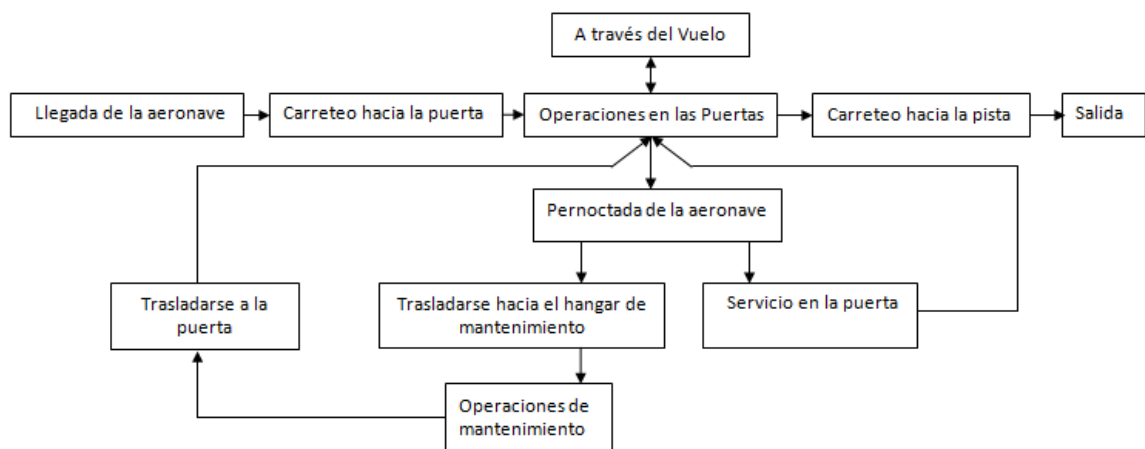 A través del Vuelo
Llegada de la aeronave
Carreteo hacia la puerta
Operaciones en las Puertas
Carreteo hacia la pista
Salida
Pernoctada de la aeronave
Trasladarse a la
puerta
Trasladarse hacia el hangar de
mantenimiento
Servicio en la puerta
Operaciones de
mantenimiento